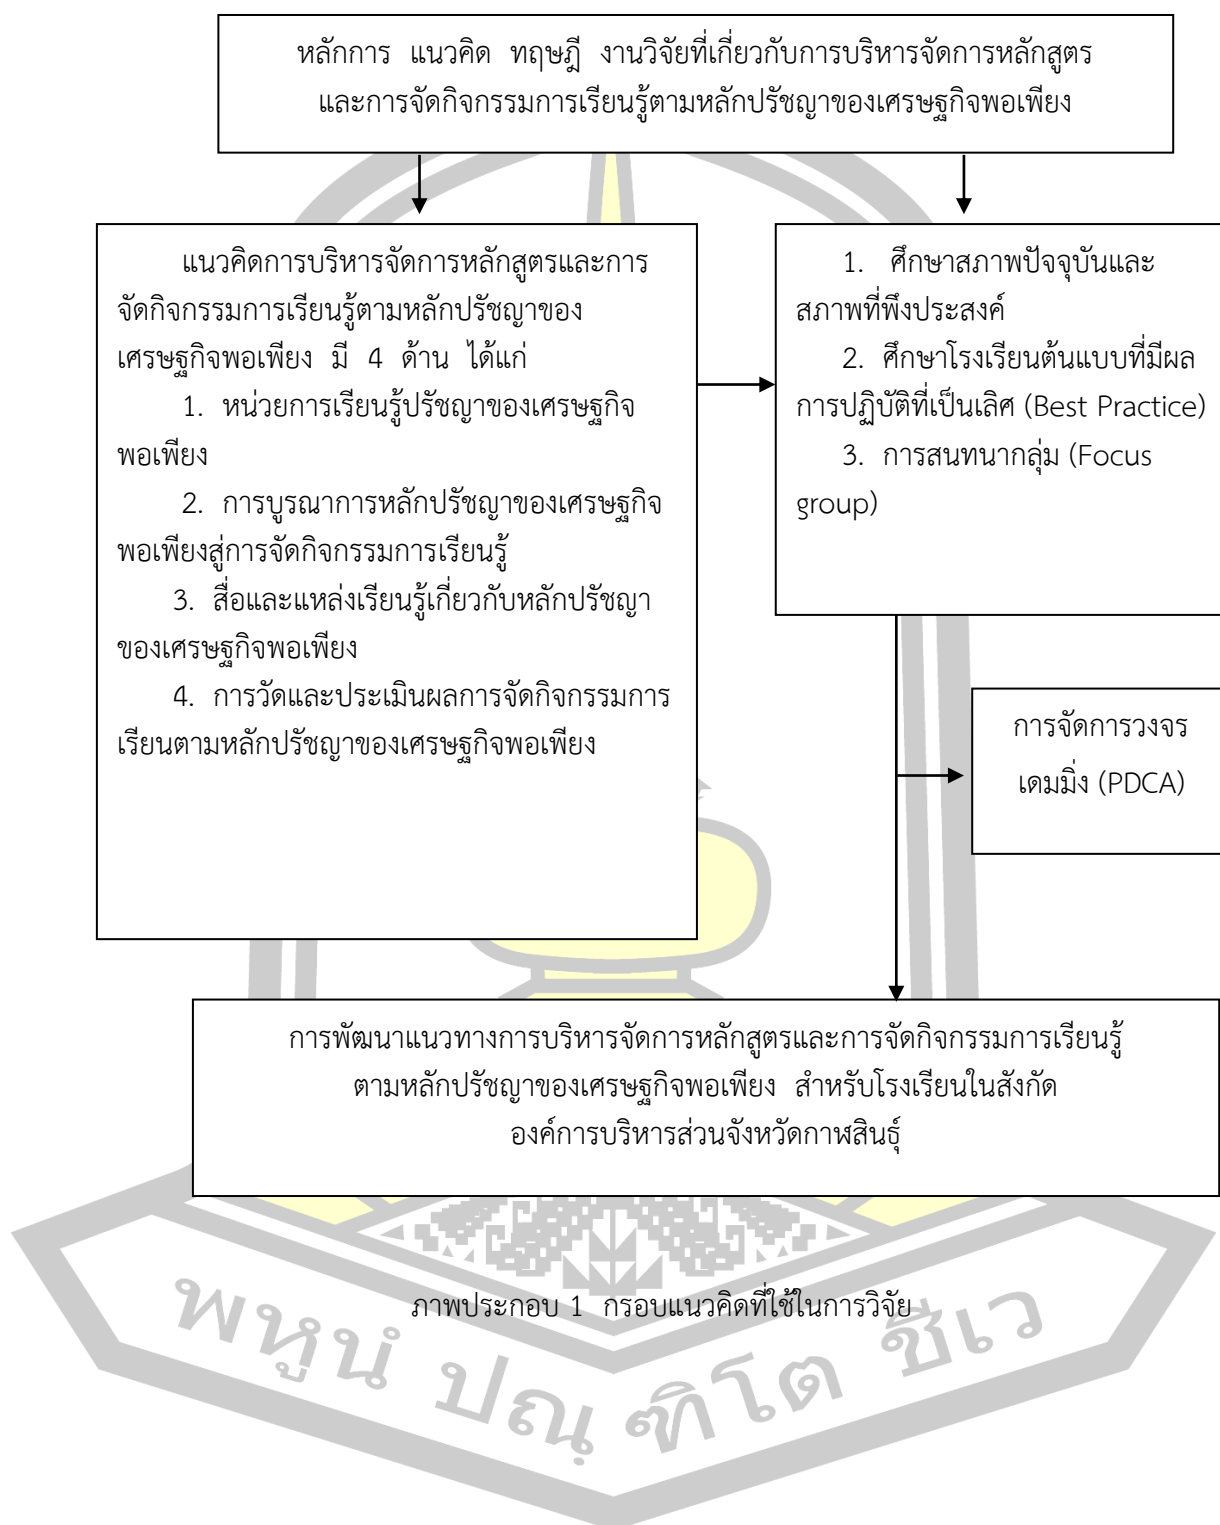 หลักการ แนวคิด ทฤษฎี งานวิจัยที่เกี่ยวกับการบริหารจัดการหลักสูตร
และการจัดกิจกรรมการเรียนรู้ตามหลักปรัชญาของเศรษฐกิจพอเพียง
แนวคิดการบริหารจัดการหลักสูตรและการ
จัดกิจกรรมการเรียนรู้ตามหลักปรัชญาของ
เศรษฐกิจพอเพียง มี 4 ด้าน ได้แก่
1. หน่วยการเรียนรู้ปรัชญาของเศรษฐกิจ
พอเพียง
2. การบูรณาการหลักปรัชญาของเศรษฐกิจ
พอเพียงสู่การจัดกิจกรรมการเรียนรู้
3. สื่อและแหล่งเรียนรู้เกี่ยวกับหลักปรัชญา
ของเศรษฐกิจพอเพียง
4. การวัดและประเมินผลการจัดกิจกรรมการ
เรียนตามหลักปรัชญาของเศรษฐกิจพอเพียง
1. ศึกษาสภาพปัจจุบันและ
สภาพที่พึงประสงค์
2. ศึกษาโรงเรียนต้นแบบที่มีผล
การปฏิบัติที่เป็นเลิศ (Best Practice)
3. การสนทนากลุ่ม (Focus
group)
การจัดการวงจร
เดมมิ่ง (PDCA)
การพัฒนาแนวทางการบริหารจัดการหลักสูตรและการจัดกิจกรรมการเรียนรู้
ตามหลักปรัชญาของเศรษฐกิจพอเพียง สำหรับโรงเรียนในสังกัด
องค์การบริหารส่วนจังหวัดกาฬสินธุ์
ภาพประกอบ 1 กรอบแนวคิดที่ใช้ในการวิจัย
พหูนํ ปณฺฑิโต ชีเว